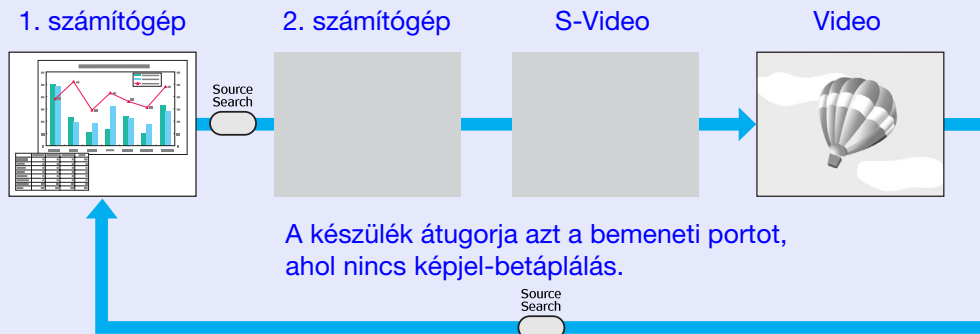 1. számítógép
2. számítógép
S-Video
Video
Source
Search
A készülék átugorja azt a bemeneti portot,
ahol nincs képjel-betáplálás.
Source
Search